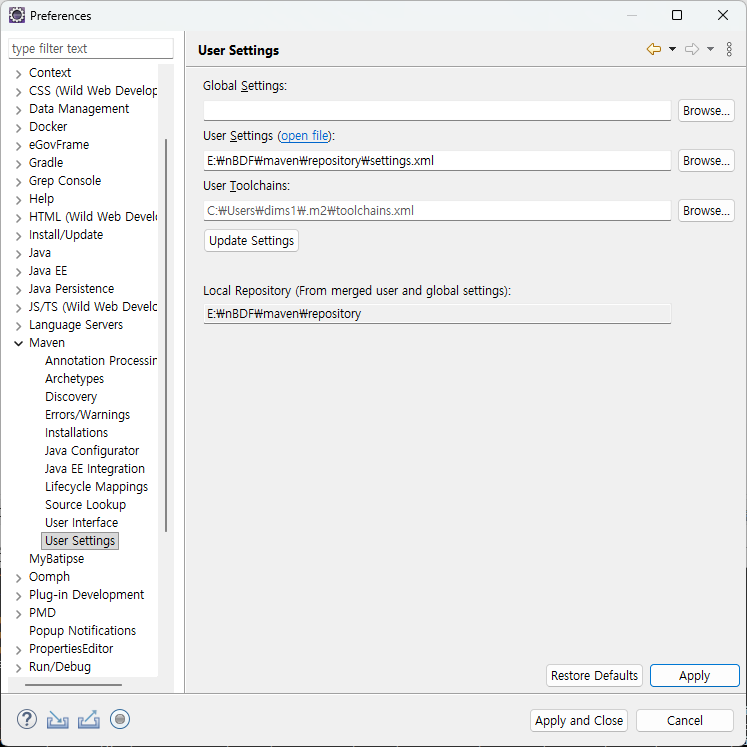 Preferences
type filter text
Context
CSS (Wild Web Develop
Data Management
Docker
eGovFrame
Gradle
Grep Console
Help
HTML (Wild Web Develo
Install/Update
Java
Java EE
Java Persistence
JS/TS (Wild Web Develo
Language Servers
Maven
Annotation Processin
Archetypes
Discovery
Errors/Warnings
Installations
Java Configurator
Java EE Integration
Lifecycle Mappings
Source Lookup
User Interface
User Settings
MyBatipse
Oomph
Plug-in Development
PMD
Popup Notifications
PropertiesEditor
Run/Debug
User Settings
Global Settings:
Browse...
User Settings (open file):
E:₩nBDF₩maven₩repository₩settings.xml
Browse...
User Toolchains:
C:₩Users₩dims1₩.m2₩toolchains.xml
Browse...
Update Settings
Local Repository (From merged user and global settings):
E:₩nBDF₩maven₩repository
Restore Defaults
Apply
?
Apply and Close
Cancel